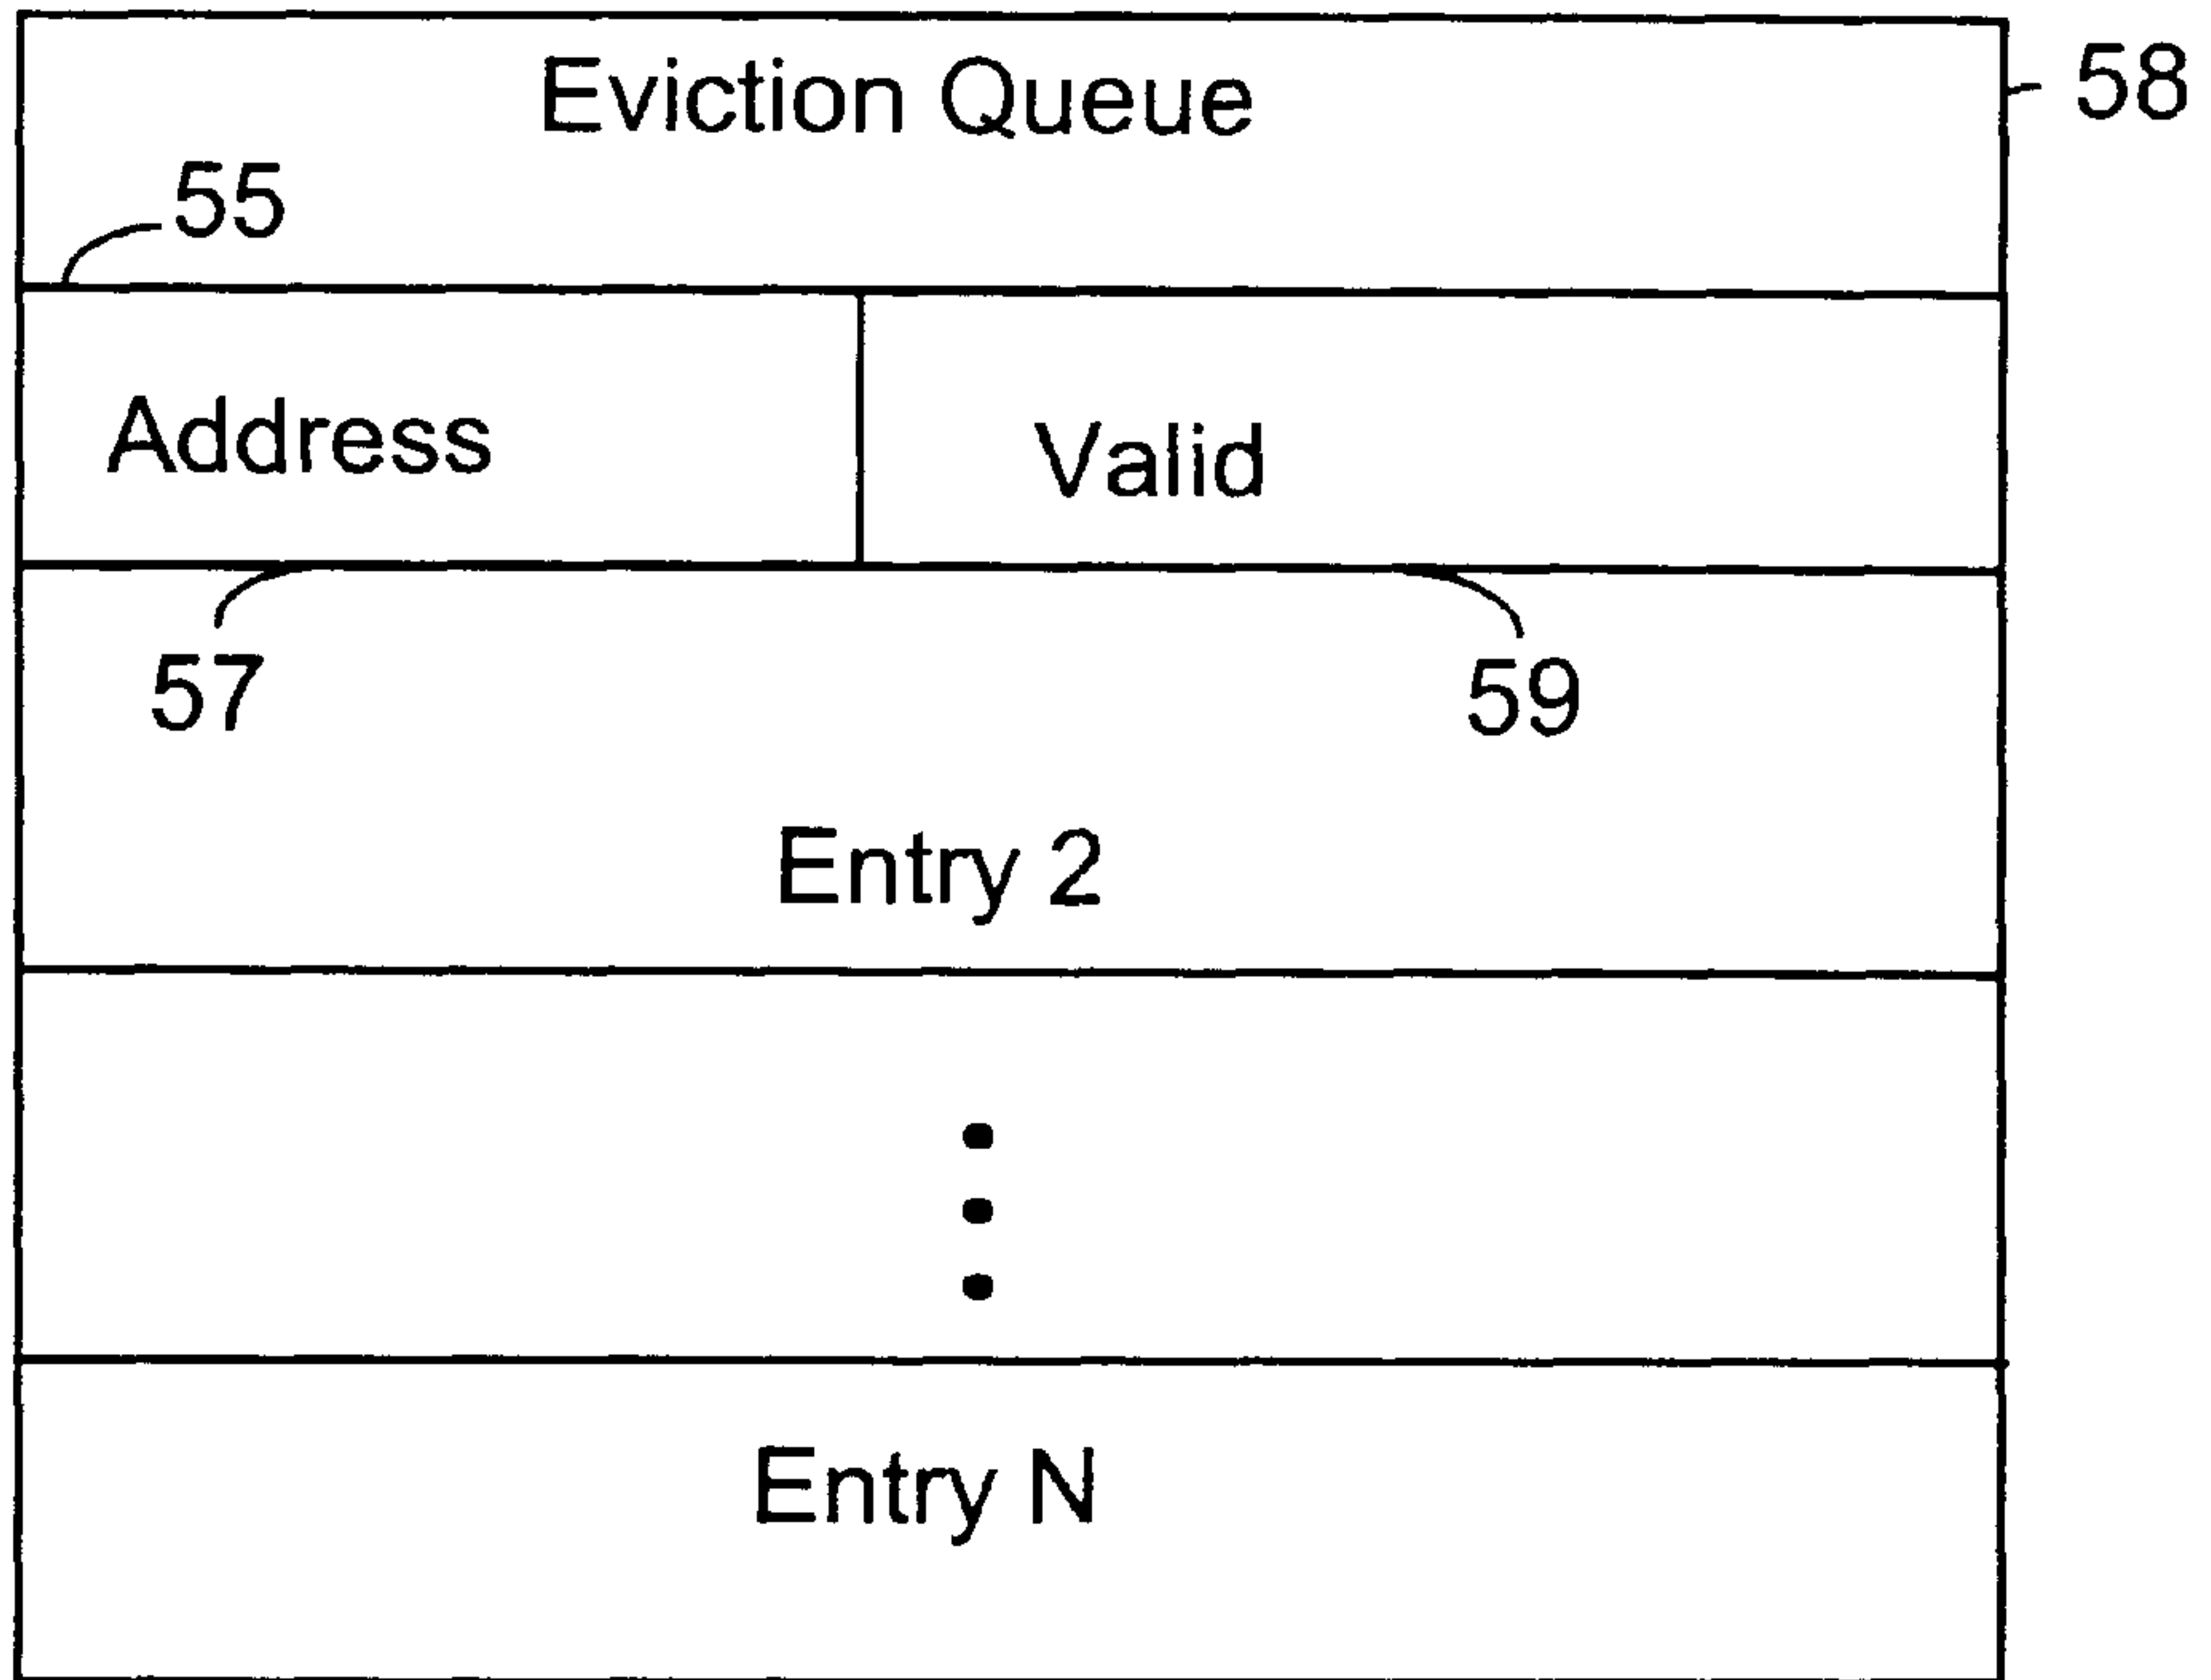 Eviction Queue
58
55
Address
Valid
57
59
Entry 2
Entry N